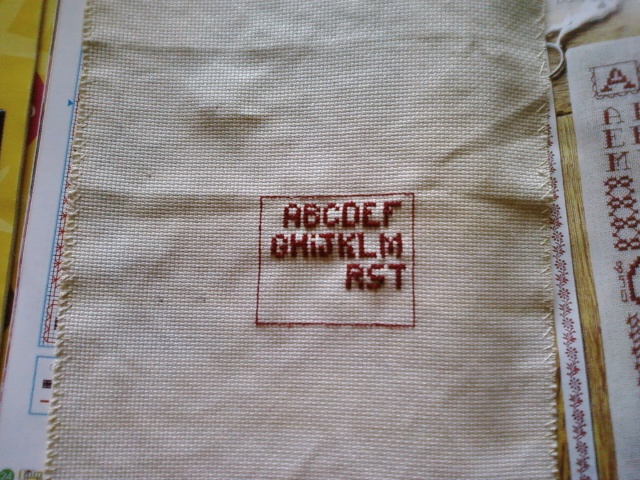 ABCDEF
GHiJKLM
RST
A